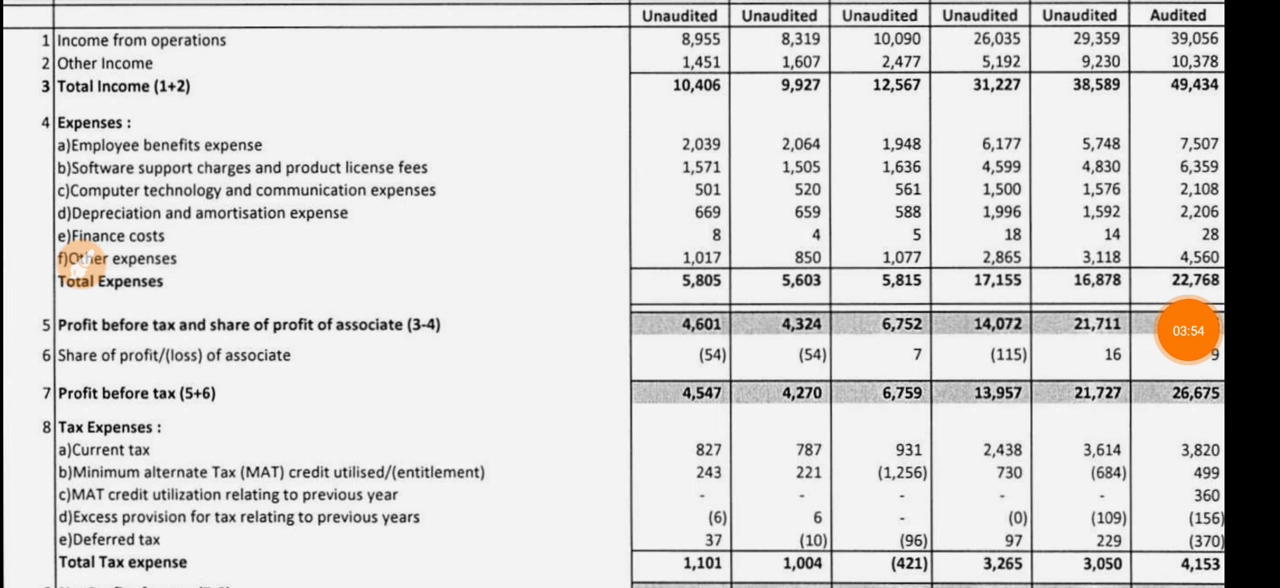 Unaudited Unaudited Unaudited Unaudited Unaudited Audited
1 Income from operations 8,955 8,319 10,090 26,035 29,359 39,056
2 Other Income 1,451 1,607 2,477 5,192 9,230 10,378
3 Total Income (1+2) 10,406 9,927 12,567 31,227 38,589 49,434
4 Expenses :
a)Employee benefits expense 2,039 2,064 1,948 6,177 5,748 7,507
b)Software support charges and product license fees 1,571 1,505 1,636 4,599 4,830 6,359
c)Computer technology and communication expenses 501 520 561 1,500 1,576 2,108
d)Depreciation and amortisation expense 669 659 588 1,996 1,592 2,206
e)Finance costs 8 4 5 18 14 28
f)Other expenses 1,017 850 1,077 2,865 3,118 4,560
Total Expenses 5,805 5,603 5,815 17,155 16,878 22,768
5 Profit before tax and share of profit of associate (3-4) 4,601 4,324 6,752 14,072 21,711
03:54
6 Share of profit/(loss) of associate (54) (54) 7 (115) 16 9
7 Profit before tax (5+6) 4,547 4,270 6,759 13,957 21,727 26,675
8 Tax Expenses :
a)Current tax 827 787 931 2,438 3,614 3,820
b)Minimum alternate Tax (MAT) credit utilised/(entitlement) 243 221 (1,256) 730 (684) 499
c)MAT credit utilization relating to previous year - - - - - 360
d)Excess provision for tax relating to previous years (6) 6 - (0) (109) (156)
e)Deferred tax 37 (10) (96) 97 229 (370)
Total Tax expense 1,101 1,004 (421) 3,265 3,050 4,153